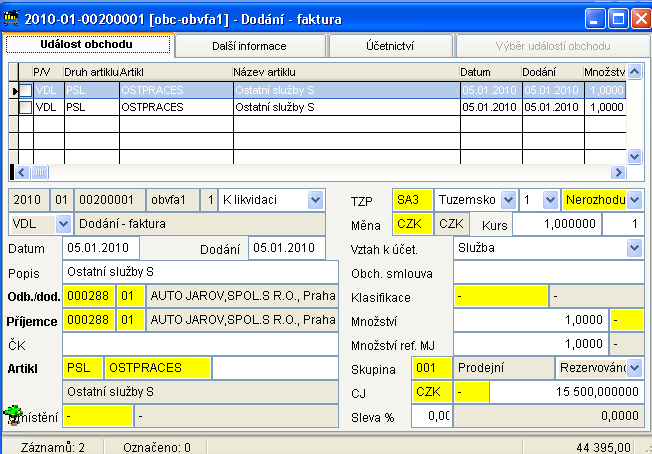 2010-01-00200001 [obc-obvfa1] - Dodání - faktura
Událost obchodu Další informace Účetnictví Výběr událostí obchodu
P/V Druh artiklu Artikl Název artiklu Datum Dodání Množstv
VDL PSL OSTPRACES Ostatní služby S 05.01.2010 05.01.2010 1,0000
VDL PSL OSTPRACES Ostatní služby S 05.01.2010 05.01.2010 1,0000
2010 01 00200001 obvfa1 1 K likvidaci TZP SA3 Tuzemsko 1 Nerozhodu
VDL Dodání - faktura Měna CZK CZK Kurs 1,000000 1
Datum 05.01.2010 Dodání 05.01.2010 Vztah k účet. Služba
Popis Ostatní služby S Obch. smlouva
Odb./dod. 000288 01 AUTO JAROV,SPOL.S R.O., Praha Klasifikace - -
Příjemce 000288 01 AUTO JAROV,SPOL.S R.O., Praha Množství 1,0000 -
ČK Množství ref. MJ 1,0000 -
Artikl PSL OSTPRACES Skupina 001 Prodejní Rezervováno
Ostatní služby S CJ CZK - 15 500,000000
místění - - Sleva % 0,00 0,0000
Záznamů: 2 Označeno: 0 44 395,00